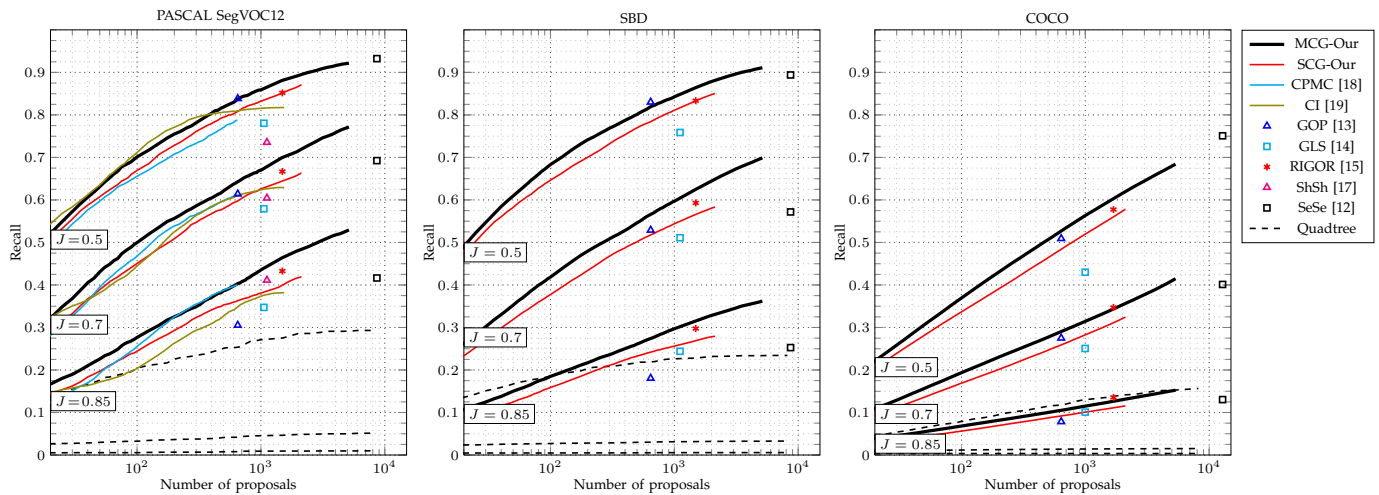 PASCAL SegVOC12
SBD
COCO
Recall
0.9
0.8
0.7
0.6
0.5
0.4
0.3
0.2
0.1
0
J = 0.5
J = 0.7
J = 0.85
10²
10³
10⁴
Number of proposals
Recall
0.9
0.8
0.7
0.6
0.5
0.4
0.3
0.2
0.1
0
J = 0.5
J = 0.7
J = 0.85
10²
10³
10⁴
Number of proposals
Recall
0.9
0.8
0.7
0.6
0.5
0.4
0.3
0.2
0.1
0
J = 0.5
J = 0.7
J = 0.85
10²
10³
10⁴
Number of proposals
MCG-Our
SCG-Our
CPMC [18]
CI [19]
GOP [13]
GLS [14]
RIGOR [15]
ShSh [17]
SeSe [12]
Quadtree